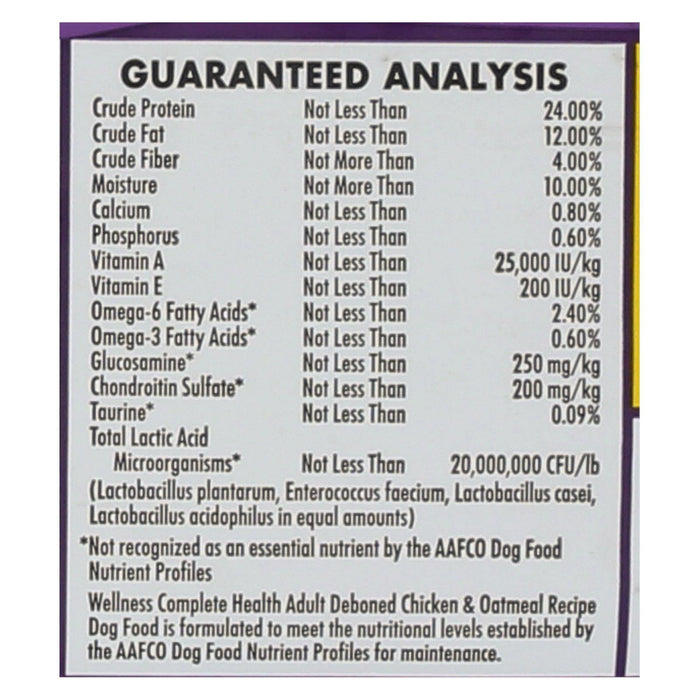 GUARANTEED ANALYSIS
Crude Protein Not Less Than 24.00%
Crude Fat Not Less Than 12.00%
Crude Fiber Not More Than 4.00%
Moisture Not More Than 10.00%
Calcium Not Less Than 0.80%
Phosphorus Not Less Than 0.60%
Vitamin A Not Less Than 25,000 IU/kg
Vitamin E Not Less Than 200 IU/kg
Omega-6 Fatty Acids* Not Less Than 2.40%
Omega-3 Fatty Acids* Not Less Than 0.60%
Glucosamine* Not Less Than 250 mg/kg
Chondroitin Sulfate* Not Less Than 200 mg/kg
Taurine* Not Less Than 0.09%
Total Lactic Acid
Microorganisms* Not Less Than 20,000,000 CFU/lb
(Lactobacillus plantarum, Enterococcus faecium, Lactobacillus casei,
Lactobacillus acidophilus in equal amounts)
*Not recognized as an essential nutrient by the AAFCO Dog Food
Nutrient Profiles
Wellness Complete Health Adult Deboned Chicken & Oatmeal Recipe
Dog Food is formulated to meet the nutritional levels established by
the AAFCO Dog Food Nutrient Profiles for maintenance.